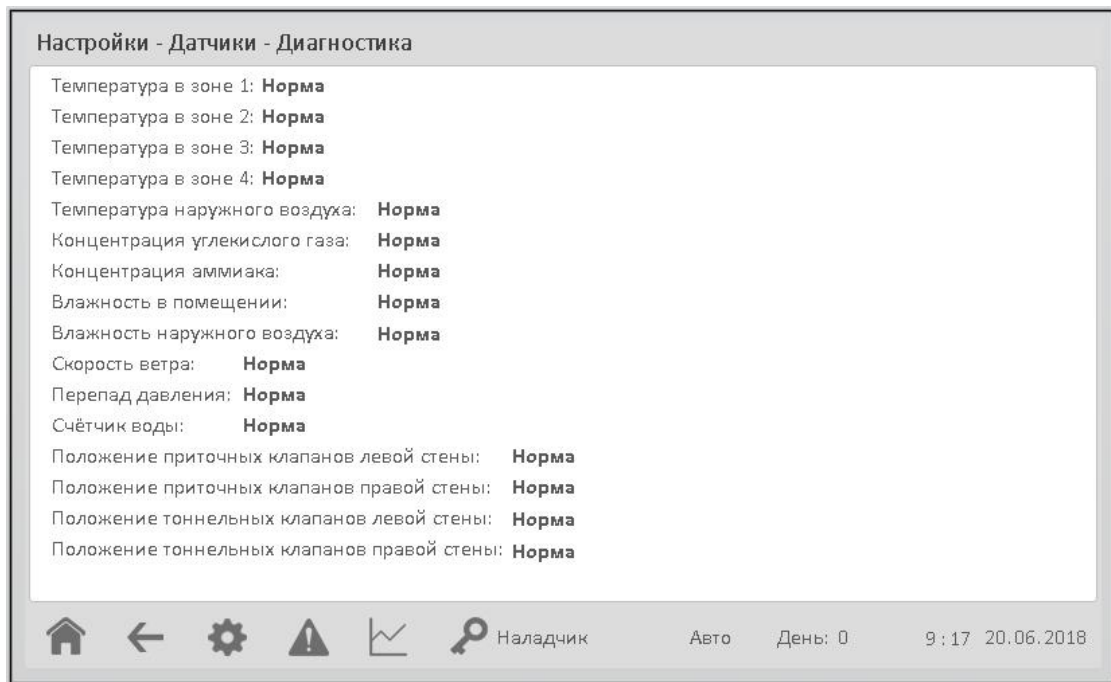 Настройки - Датчики - Диагностика
Температура в зоне 1: Норма
Температура в зоне 2: Норма
Температура в зоне 3: Норма
Температура в зоне 4: Норма
Температура наружного воздуха: Норма
Концентрация углекислого газа: Норма
Концентрация аммиака: Норма
Влажность в помещении: Норма
Влажность наружного воздуха: Норма
Скорость ветра: Норма
Перепад давления: Норма
Счётчик воды: Норма
Положение приточных клапанов левой стены: Норма
Положение приточных клапанов правой стены: Норма
Положение тоннельных клапанов левой стены: Норма
Положение тоннельных клапанов правой стены: Норма
Наладчик Авто День: 0 9:17 20.06.2018